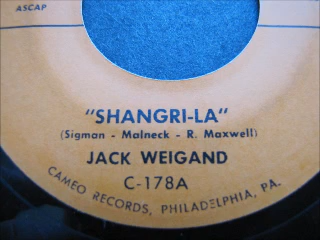 ASCAP
"SHANGRI-LA"
(Sigman - Malneck - R. Maxwell)
JACK WEIGAND
C-178A
CAMEO RECORDS, PHILADELPHIA, PA.